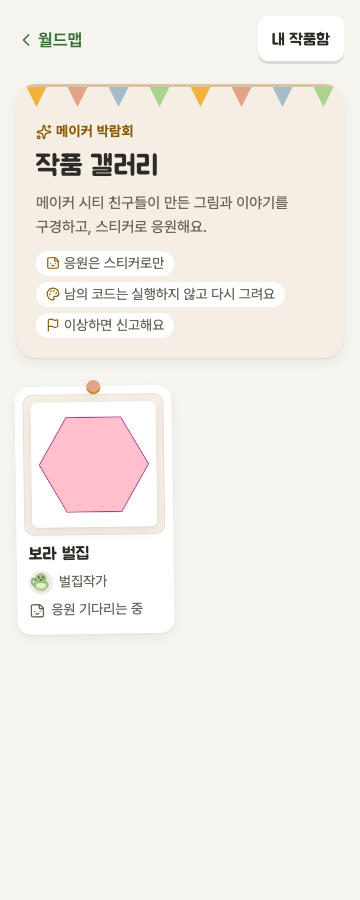 월드맵
내 작품함
메이커 박람회
작품 갤러리
메이커 시티 친구들이 만든 그림과 이야기를
구경하고, 스티커로 응원해요.
응원은 스티커로만
남의 코드는 실행하지 않고 다시 그려요
이상하면 신고해요
보라 벌집
벌집작가
응원 기다리는 중